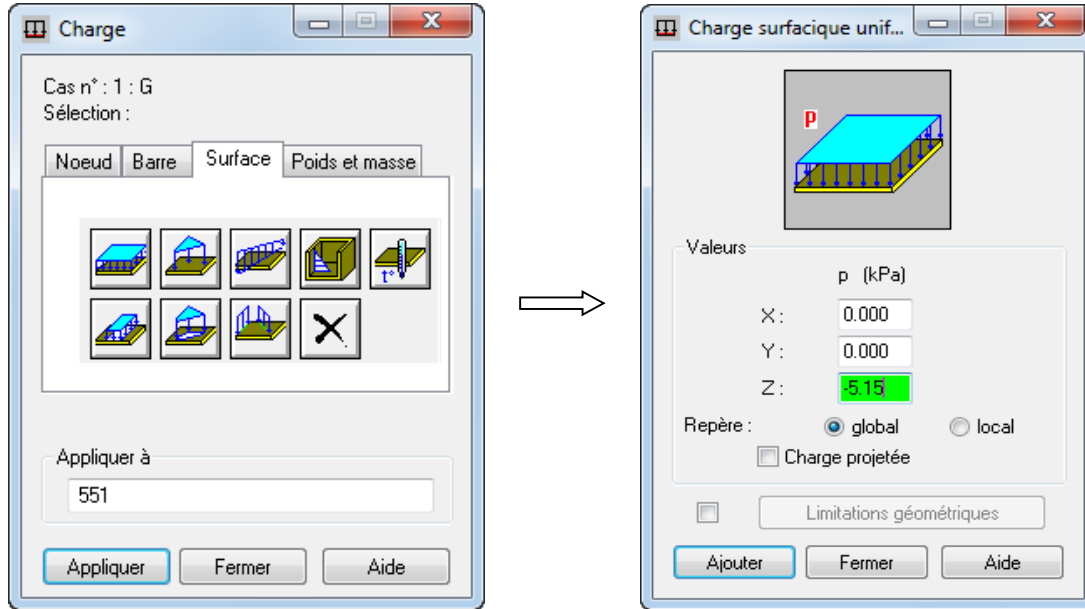 Charge
Cas n° : 1 : G
Sélection :
Noeud Barre Surface Poids et masse
t°
Appliquer à
551
Appliquer Fermer Aide
Charge surfacique unif...
p
Valeurs
p (kPa)
X : 0.000
Y : 0.000
Z : -5.15
Repère : global local
Charge projetée
Limitations géométriques
Ajouter Fermer Aide